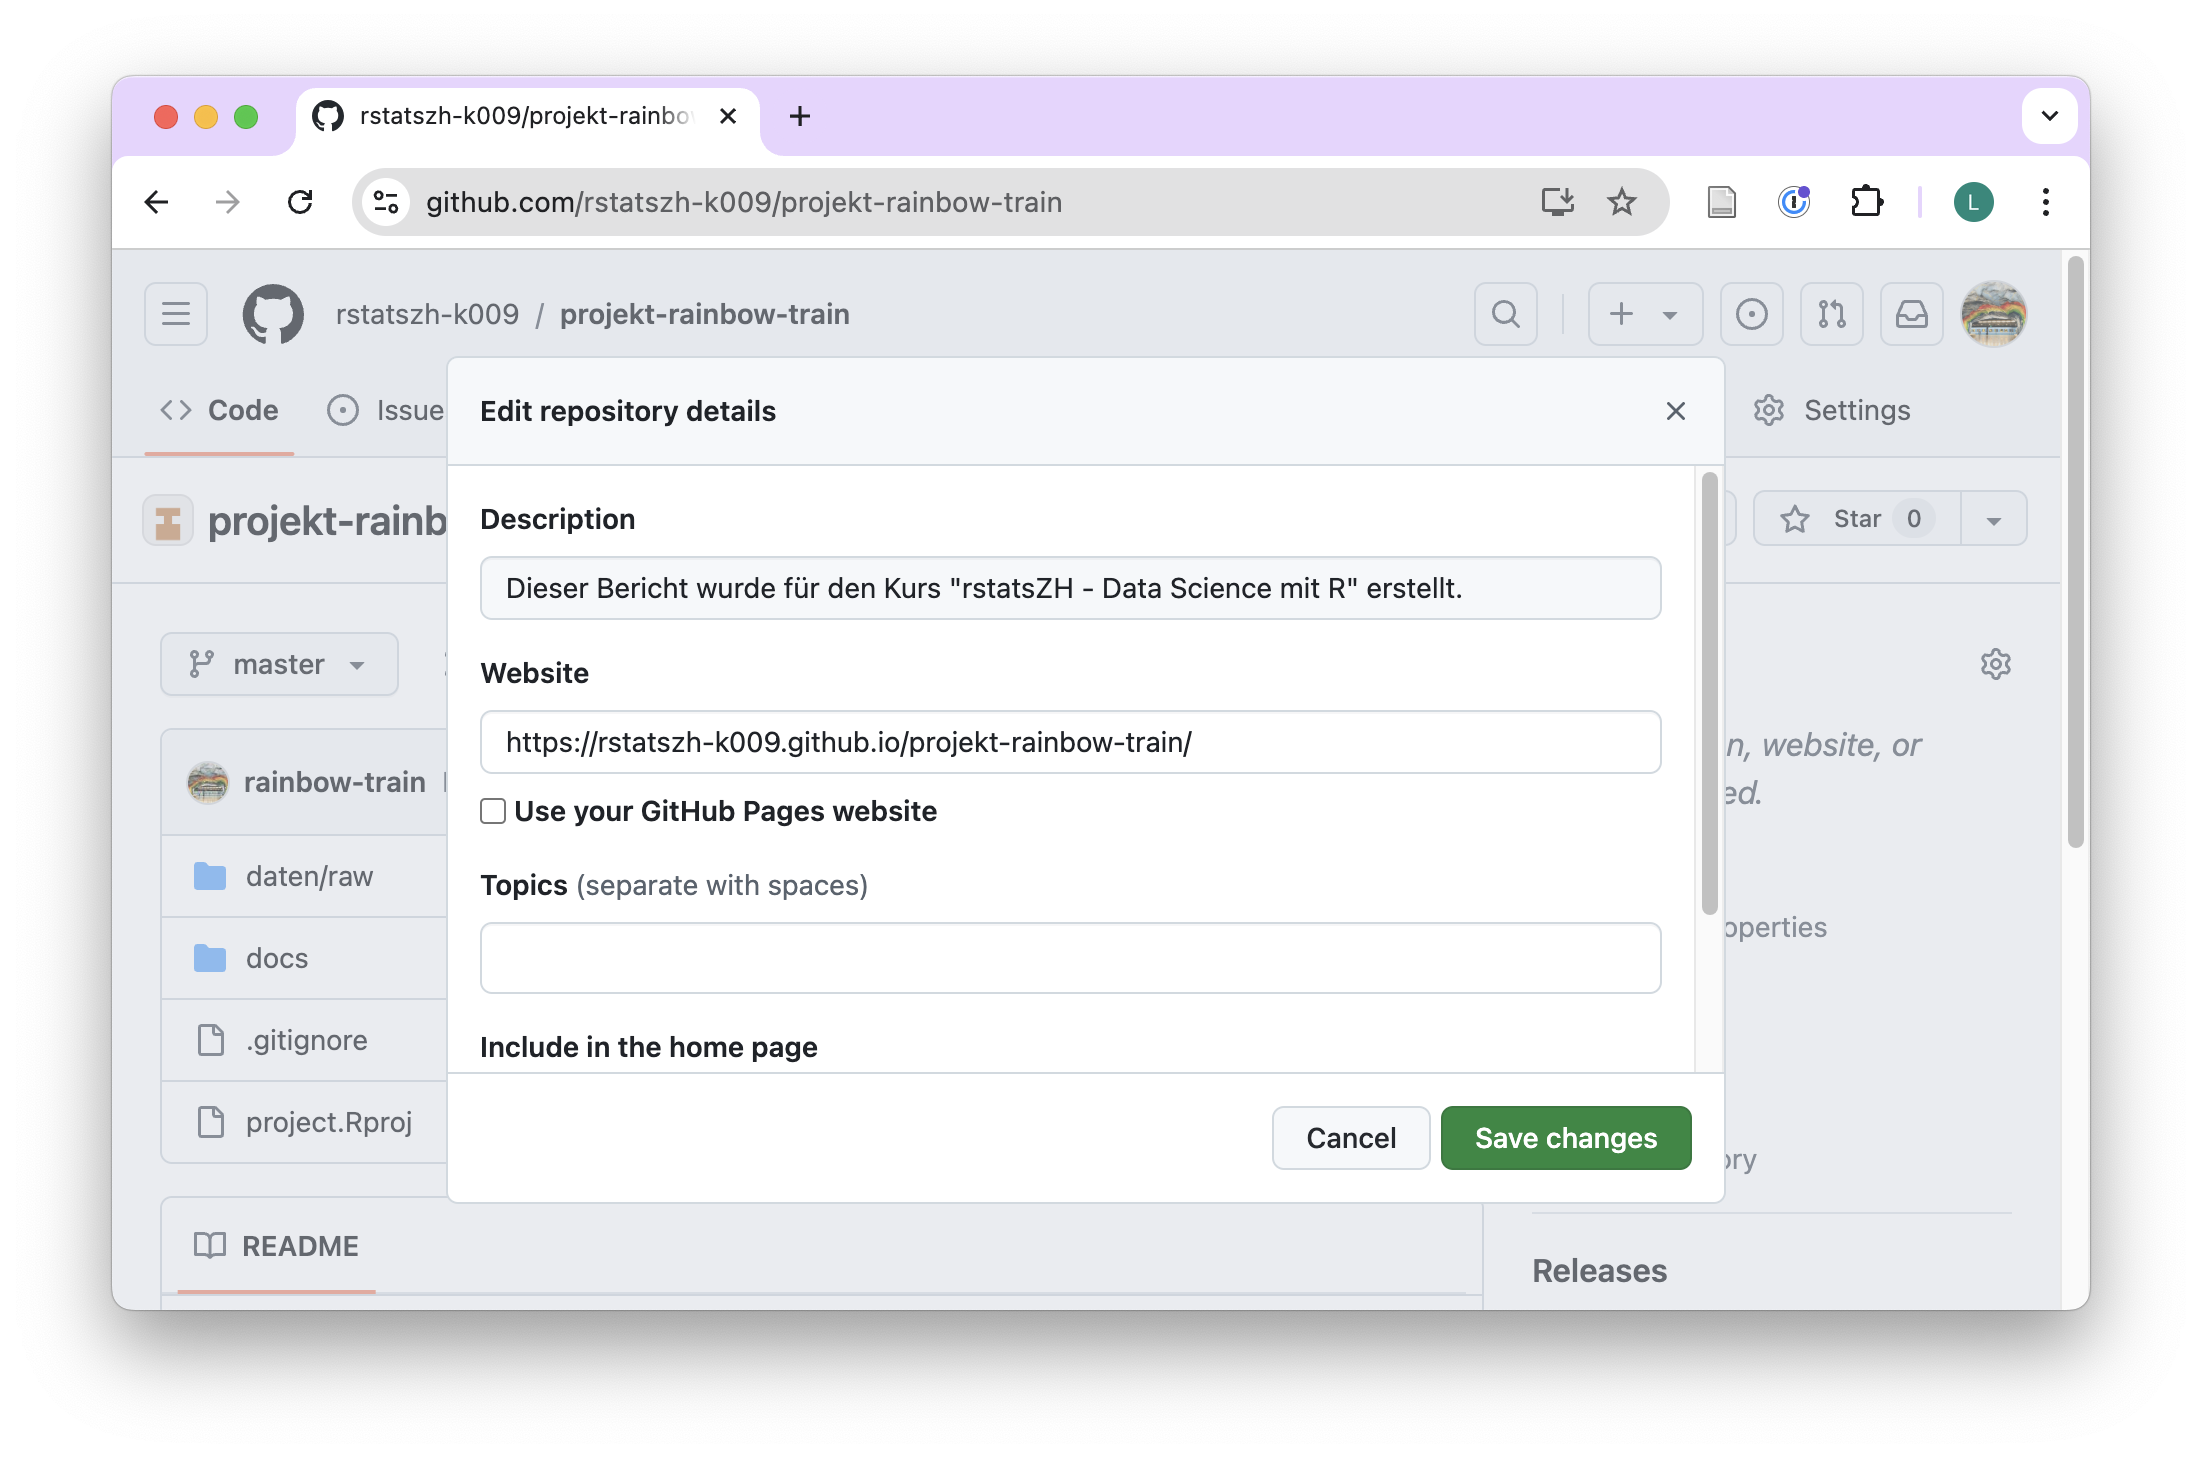 rstatszh-k009/projekt-rainbo
github.com/rstatszh-k009/projekt-rainbow-train
L
rstatszh-k009 / projekt-rainbow-train
Code
Issue
Settings
Edit repository details
projekt-rainb
Star 0
Description
Dieser Bericht wurde für den Kurs "rstatsZH - Data Science mit R" erstellt.
master
Website
https://rstatszh-k009.github.io/projekt-rainbow-train/
n, website, or
ed.
rainbow-train
Use your GitHub Pages website
daten/raw
Topics (separate with spaces)
operties
docs
.gitignore
Include in the home page
project.Rproj
Cancel
Save changes
ory
README
Releases